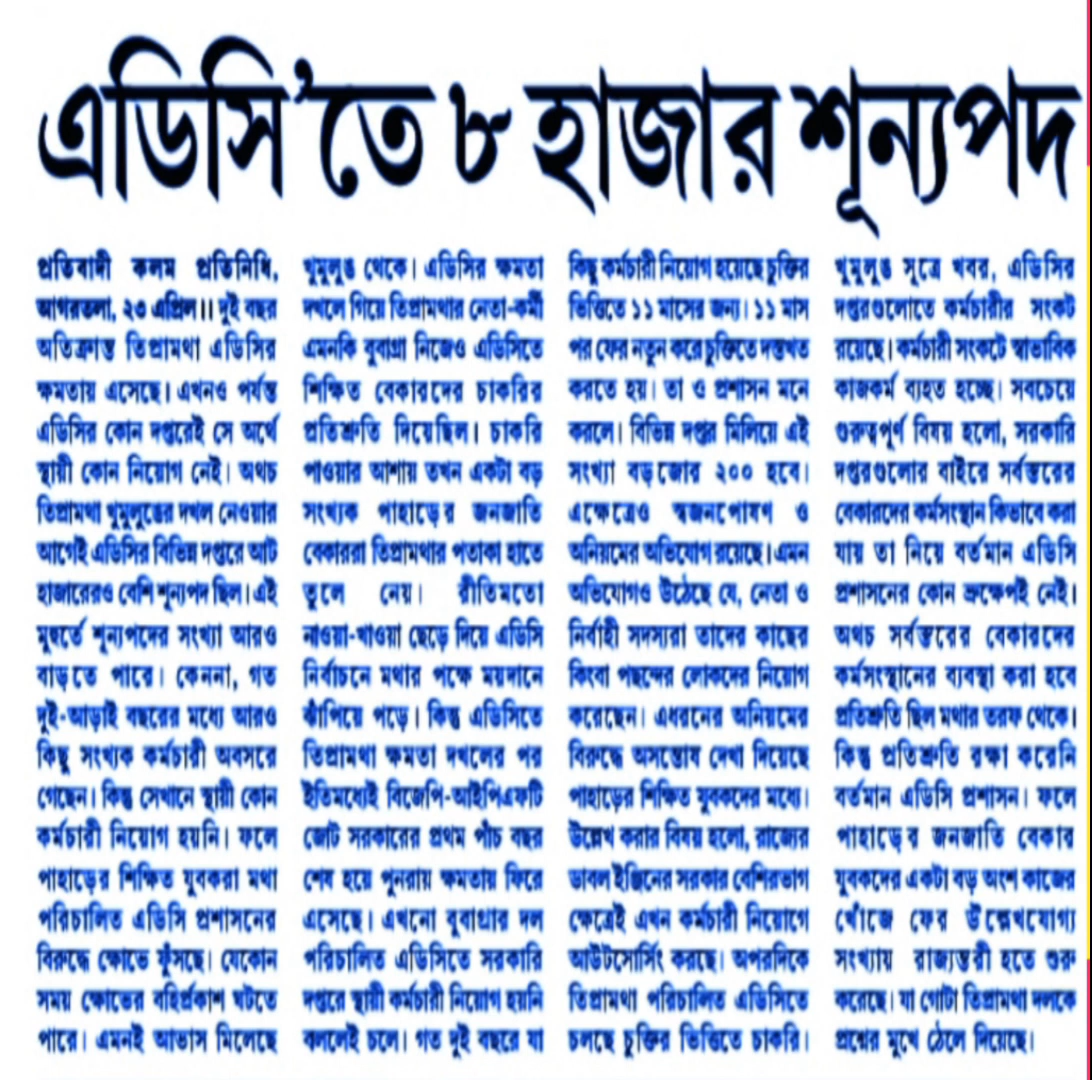 এডিসি'তে ৮ হাজার শূন্যপদ
প্রতিবাদী কলম প্রতিনিধি,
আগরতলা, ২৩ এপ্রিল।। দুই বছর
অতিক্রান্ত তিপ্রামথা এডিসির
ক্ষমতায় এসেছে। এখনও পর্যন্ত
এডিসির কোন দপ্তরেই সে অর্থে
স্থায়ী কোন নিয়োগ নেই। অথচ
তিপ্রামথা খুমুলুঙের দখল নেওয়ার
আগেই এডিসির বিভিন্ন দপ্তরে আট
হাজারেরও বেশি শূন্যপদ ছিল। এই
মুহুর্তে শূন্যপদের সংখ্যা আরও
বাড়তে পারে। কেননা, গত
দুই-আড়াই বছরের মধ্যে আরও
কিছু সংখ্যক কর্মচারী অবসরে
গেছেন। কিন্তু সেখানে স্থায়ী কোন
কর্মচারী নিয়োগ হয়নি। ফলে
পাহাড়ের শিক্ষিত যুবকরা মথা
পরিচালিত এডিসি প্রশাসনের
বিরুদ্ধে ক্ষোভে ফুঁসছে। যেকোন
সময় ক্ষোভের বহির্প্রকাশ ঘটতে
পারে। এমনই আভাস মিলেছে
খুমুলুঙ থেকে। এডিসির ক্ষমতা
দখলে গিয়ে তিপ্রামথার নেতা-কর্মী
এমনকি বুবাগ্রা নিজেও এডিসিতে
শিক্ষিত বেকারদের চাকরির
প্রতিশ্রুতি দিয়েছিল। চাকরি
পাওয়ার আশায় তখন একটা বড়
সংখ্যক পাহাড়ের জনজাতি
বেকাররা তিপ্রামথার পতাকা হাতে
তুলে নেয়। রীতিমতো
নাওয়া-খাওয়া ছেড়ে দিয়ে এডিসি
নির্বাচনে মথার পক্ষে ময়দানে
ঝাঁপিয়ে পড়ে। কিন্তু এডিসিতে
তিপ্রামথা ক্ষমতা দখলের পর
ইতিমধ্যেই বিজেপি-আইপিএফটি
জোট সরকারের প্রথম পাঁচ বছর
শেষ হয়ে পুনরায় ক্ষমতায় ফিরে
এসেছে। এখনো বুবাগ্রার দল
পরিচালিত এডিসিতে সরকারি
দপ্তরে স্থায়ী কর্মচারী নিয়োগ হয়নি
বললেই চলে। গত দুই বছরে যা
কিছু কর্মচারী নিয়োগ হয়েছে চুক্তির
ভিত্তিতে ১১ মাসের জন্য। ১১ মাস
পর ফের নতুন করে চুক্তিতে দস্তখত
করতে হয়। তা ও প্রশাসন মনে
করলে। বিভিন্ন দপ্তর মিলিয়ে এই
সংখ্যা বড়জোর ২০০ হবে।
এক্ষেত্রেও স্বজনপোষণ ও
অনিয়মের অভিযোগ রয়েছে। এমন
অভিযোগও উঠেছে যে, নেতা ও
নির্বাহী সদস্যরা তাদের কাছের
কিংবা পছন্দের লোকদের নিয়োগ
করেছেন। এধরনের অনিয়মের
বিরুদ্ধে অসন্তোষ দেখা দিয়েছে
পাহাড়ের শিক্ষিত যুবকদের মধ্যে।
উল্লেখ করার বিষয় হলো, রাজ্যের
ডাবল ইঞ্জিনের সরকার বেশিরভাগ
ক্ষেত্রেই এখন কর্মচারী নিয়োগে
আউটসোর্সিং করছে। অপরদিকে
তিপ্রামথা পরিচালিত এডিসিতে
চলছে চুক্তির ভিত্তিতে চাকরি।
খুমুলুঙ সূত্রে খবর, এডিসির
দপ্তরগুলোতে কর্মচারীর সংকট
রয়েছে। কর্মচারী সংকটে স্বাভাবিক
কাজকর্ম ব্যহত হচ্ছে। সবচেয়ে
গুরুত্বপূর্ণ বিষয় হলো, সরকারি
দপ্তরগুলোর বাইরে সর্বস্তরের
বেকারদের কর্মসংস্থান কিভাবে করা
যায় তা নিয়ে বর্তমান এডিসি
প্রশাসনের কোন ভ্রুক্ষেপই নেই।
অথচ সর্বস্তরের বেকারদের
কর্মসংস্থানের ব্যবস্থা করা হবে
প্রতিশ্রুতি ছিল মথার তরফ থেকে।
কিন্তু প্রতিশ্রুতি রক্ষা করেনি
বর্তমান এডিসি প্রশাসন। ফলে
পাহাড়ের জনজাতি বেকার
যুবকদের একটা বড় অংশ কাজের
খোঁজে ফের উল্লেখযোগ্য
সংখ্যায় রাজ্যন্তরী হতে শুরু
করেছে। যা গোটা তিপ্রামথা দলকে
প্রশ্নের মুখে ঠেলে দিয়েছে।